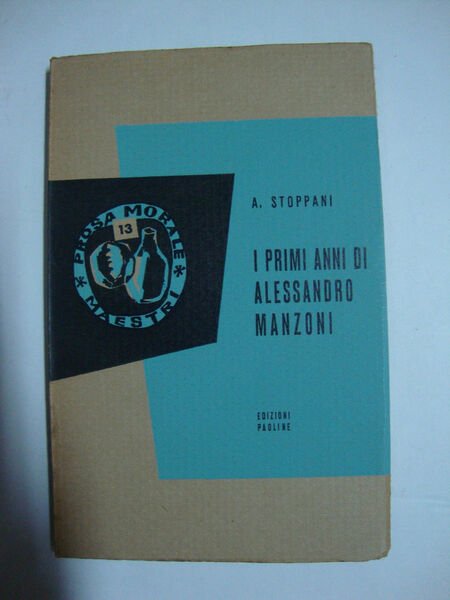 PROSA MORALE
13
* MAESTRI *
A. STOPPANI
I PRIMI ANNI DI
ALESSANDRO
MANZONI
EDIZIONI
PAOLINE